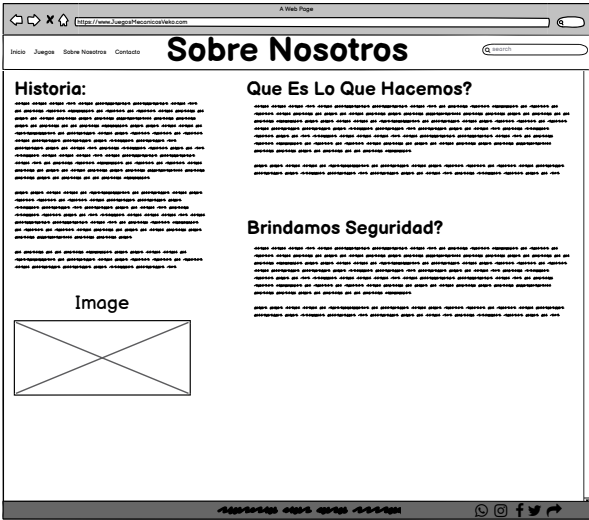 A Web Page
https://www.JuegosMecanicosVeko.com
Inicio Juegos Sobre Nosotros Contacto
Sobre Nosotros
search
Historia:
Que Es Lo Que Hacemos?
Brindamos Seguridad?
Image